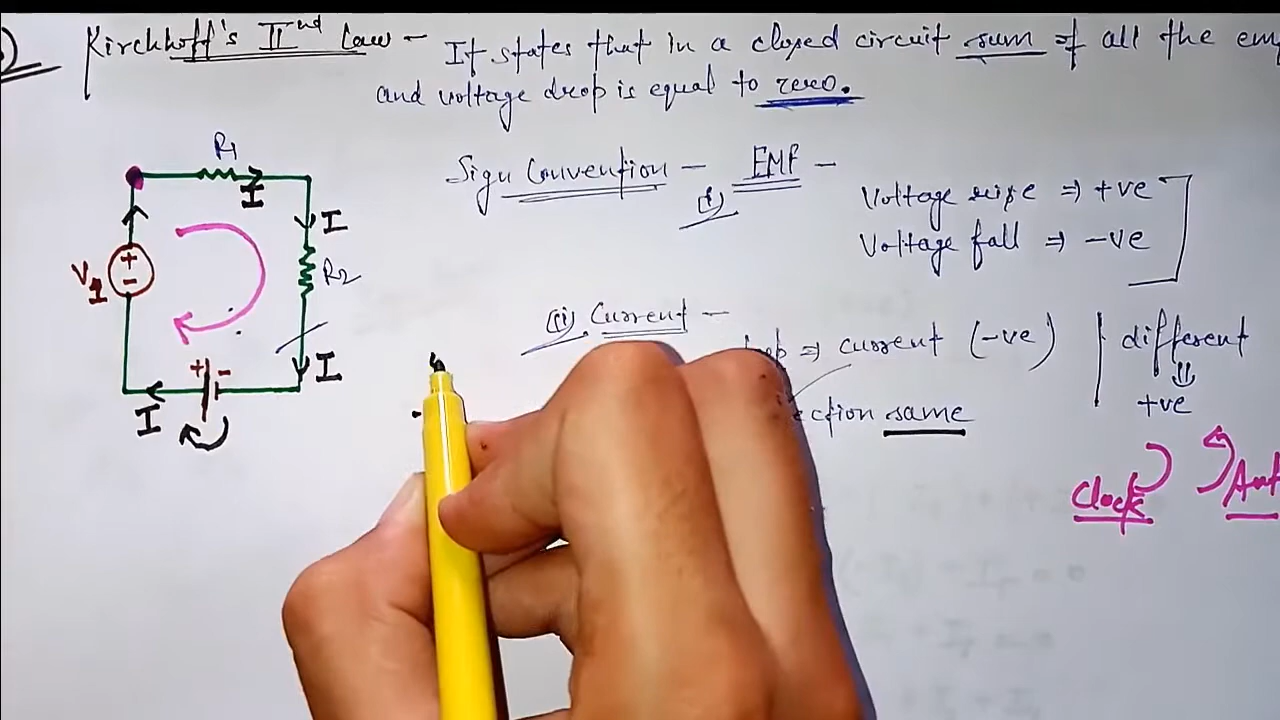 2)
Kirchhoff's IInd Law - It states that in a closed circuit sum of all the emf
and voltage drop is equal to zero.
Sign Convention - EMF -
(i)
Voltage rise ⇒ +ve
Voltage fall ⇒ -ve
(ii) Current -
current (-ve)
same
different
⇓
+ve
Clock
R1
I
I
R2
V1
+
-
+ -
I
I